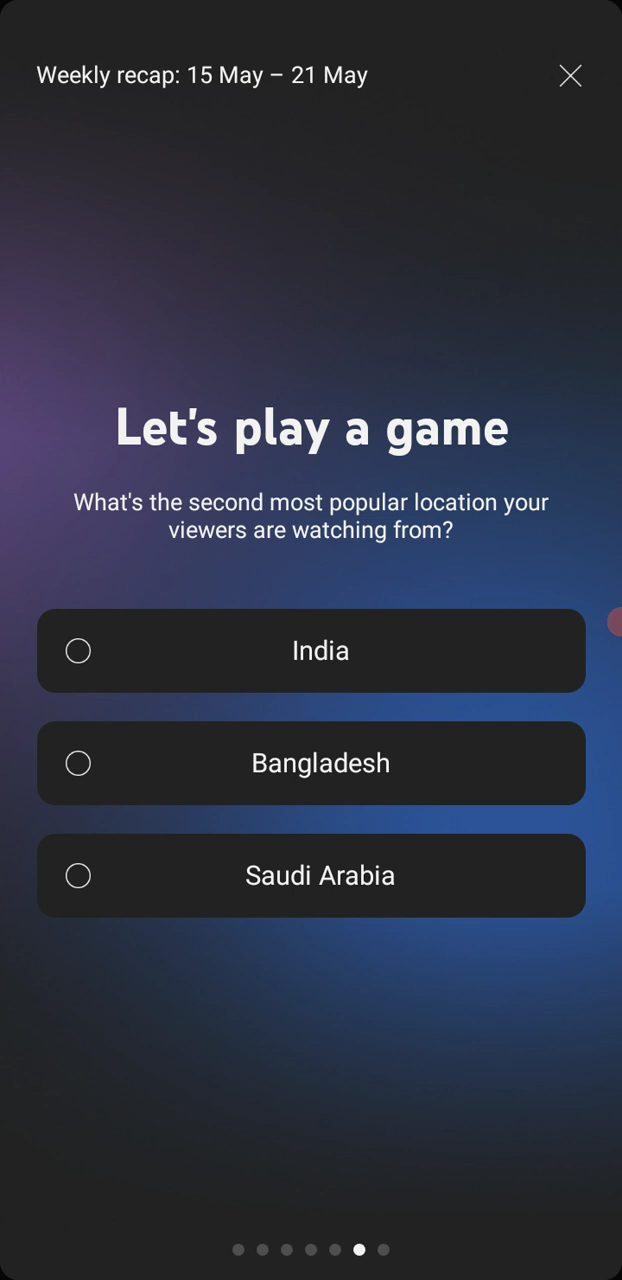 Weekly recap: 15 May – 21 May
Let's play a game
What's the second most popular location your
viewers are watching from?
India
Bangladesh
Saudi Arabia